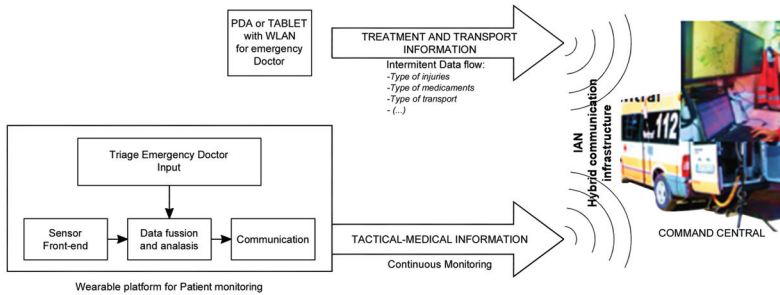 PDA or TABLET
with WLAN
for emergency
Doctor
TREATMENT AND TRANSPORT
INFORMATION
Intermitent Data flow:
-Type of injuries
-Type of medicaments
-Type of transport
- (...)
IAN
Hybrid communication
infrastructure
entral
112
COMMAND CENTRAL
Triage Emergency Doctor
Input
Sensor
Front-end
Data fussion
and analasis
Communication
TACTICAL-MEDICAL INFORMATION
Continuous Monitoring
Wearable platform for Patient monitoring